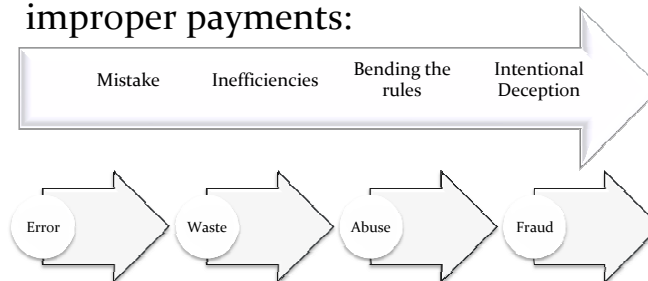 improper payments:
Mistake
Inefficiencies
Bending the
rules
Intentional
Deception
Error
Waste
Abuse
Fraud